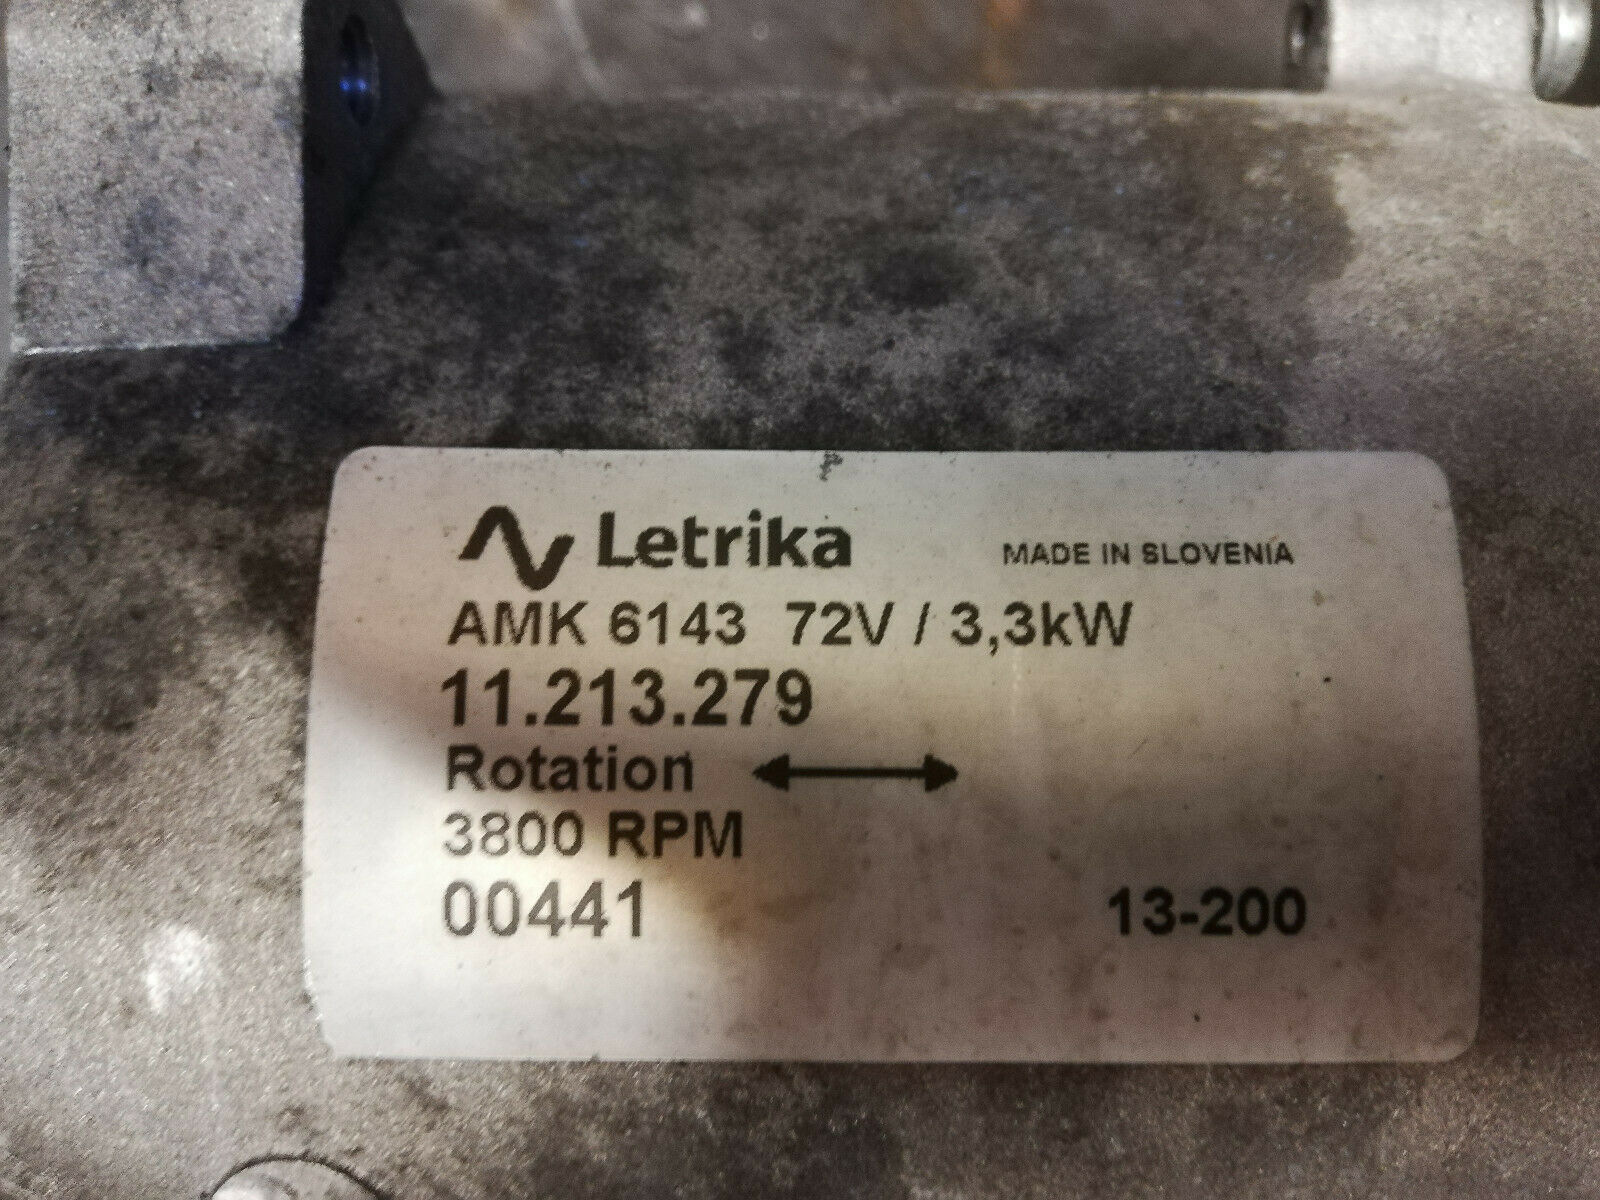 Letrika MADE IN SLOVENIA
AMK 6143 72V / 3,3kW
11.213.279
Rotation
3800 RPM
00441 13-200